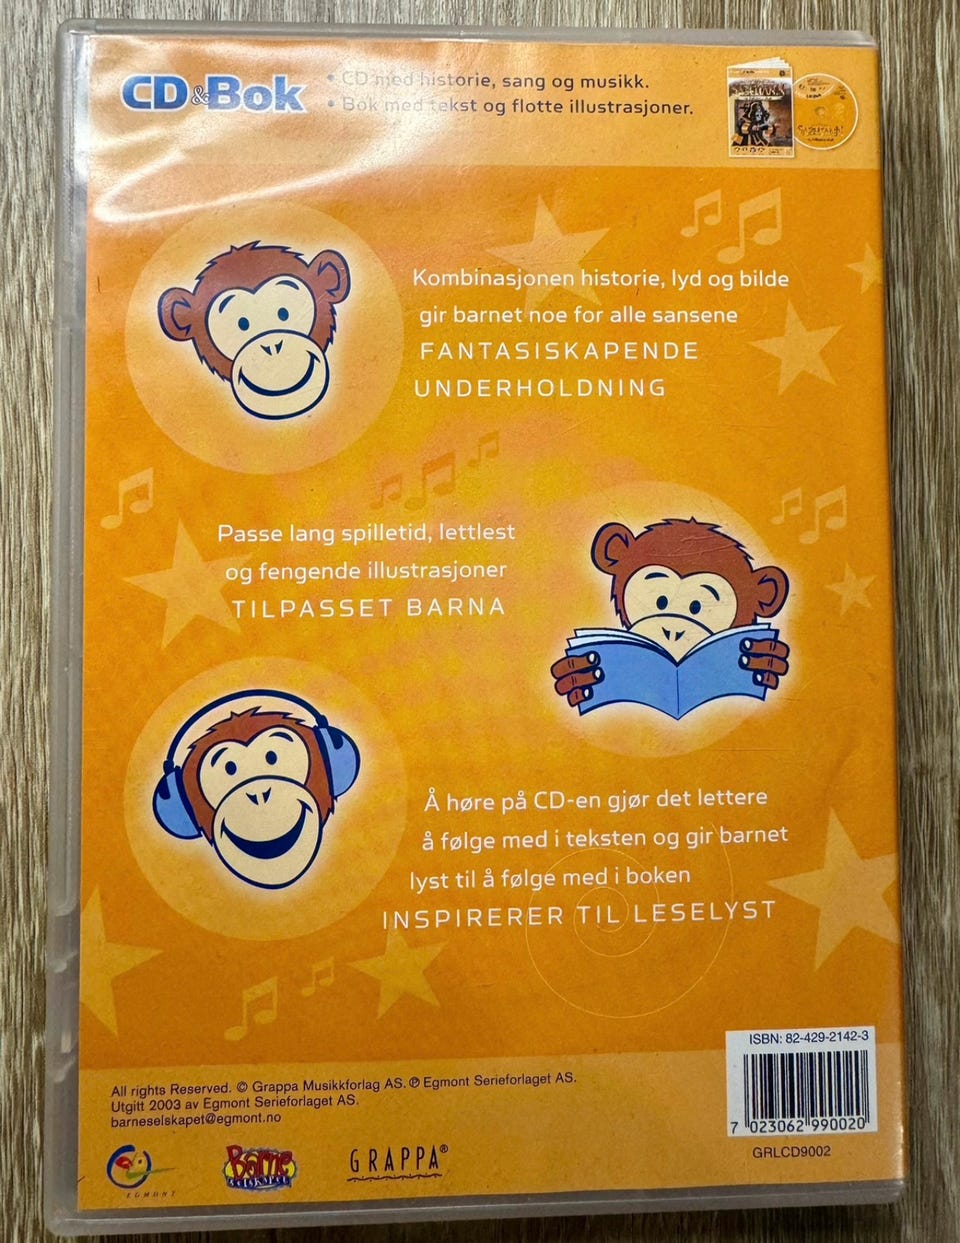 CD & Bok
• CD med historie, sang og musikk.
• Bok med tekst og flotte illustrasjoner.
Kombinasjonen historie, lyd og bilde
gir barnet noe for alle sansene
FANTASISKAPENDE
UNDERHOLDNING
Passe lang spilletid, lettlest
og fengende illustrasjoner
TILPASSET BARNA
Å høre på CD-en gjør det lettere
å følge med i teksten og gir barnet
lyst til å følge med i boken
INSPIRERER TIL LESELYST
ISBN: 82-429-2142-3
7 023062 990020
GRLCD9002
All rights Reserved. © Grappa Musikkforlag AS. ℗ Egmont Serieforlaget AS.
Utgitt 2003 av Egmont Serieforlaget AS.
barneselskapet@egmont.no
EGMONT
Barne
selskapet
GRAPPA®